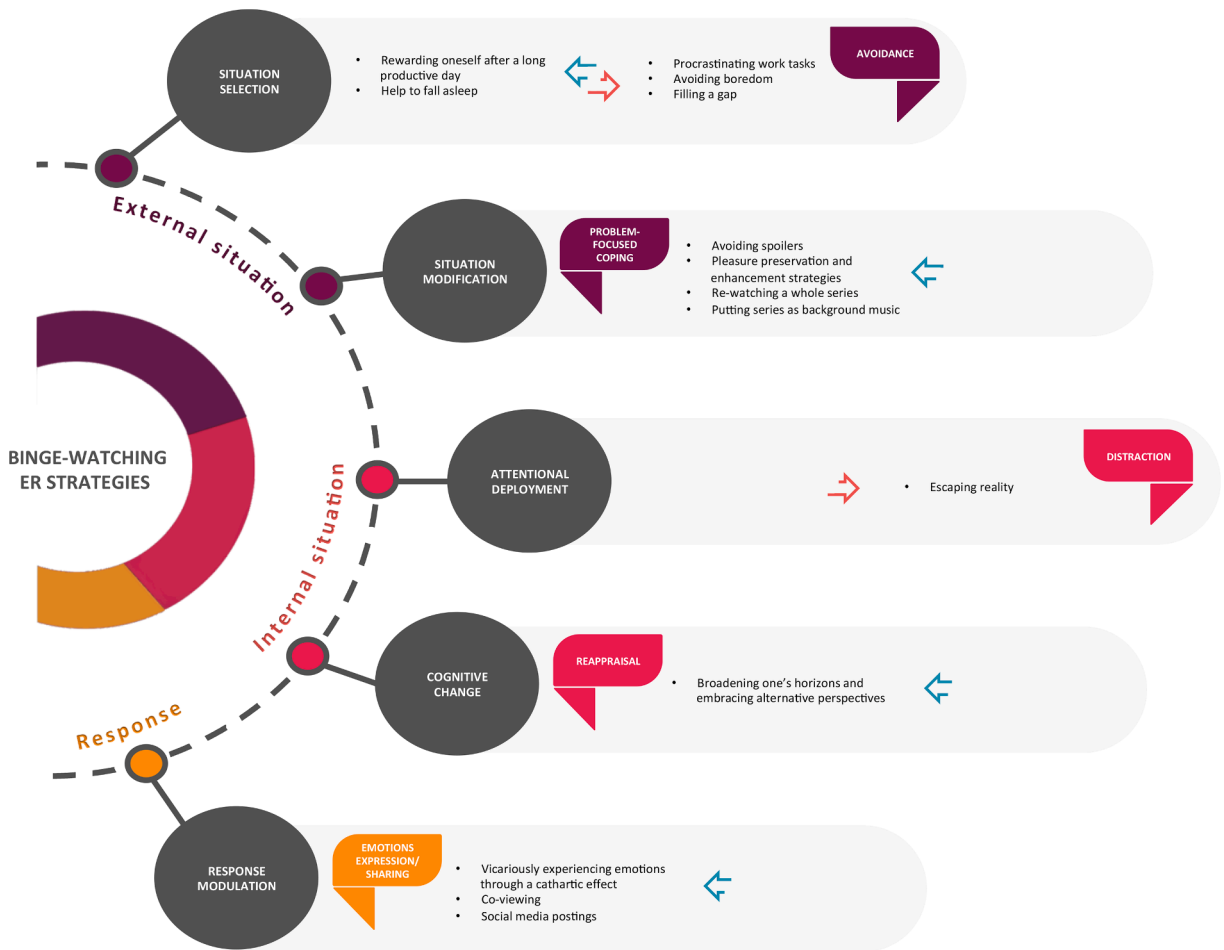 SITUATION
SELECTION
• Rewarding oneself after a long
productive day
• Help to fall asleep
• Procrastinating work tasks
• Avoiding boredom
• Filling a gap
AVOIDANCE
External situation
SITUATION
MODIFICATION
PROBLEM-
FOCUSED
COPING
• Avoiding spoilers
• Pleasure preservation and
enhancement strategies
• Re-watching a whole series
• Putting series as background music
BINGE-WATCHING
ER STRATEGIES
Internal situation
ATTENTIONAL
DEPLOYMENT
• Escaping reality
DISTRACTION
COGNITIVE
CHANGE
REAPPRAISAL
• Broadening one’s horizons and
embracing alternative perspectives
Response
RESPONSE
MODULATION
EMOTIONS
EXPRESSION/
SHARING
• Vicariously experiencing emotions
through a cathartic effect
• Co-viewing
• Social media postings